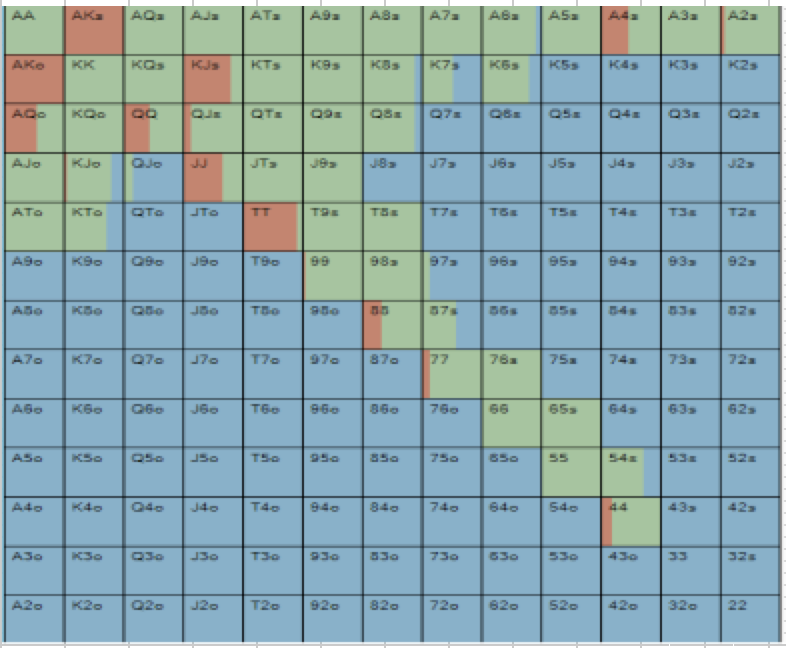 AA AKs AQs AJs ATs A9s A8s A7s A6s A5s A4s A3s A2s
AKo KK KQs KJs KTs K9s K8s K7s K6s K5s K4s K3s K2s
AQo KQo QQ QJs QTs Q9s Q8s Q7s Q6s Q5s Q4s Q3s Q2s
AJo KJo QJo JJ JTs J9s J8s J7s J6s J5s J4s J3s J2s
ATo KTo QTo JTo TT T9s T8s T7s T6s T5s T4s T3s T2s
A9o K9o Q9o J9o T9o 99 98s 97s 96s 95s 94s 93s 92s
A8o K8o Q8o J8o T8o 98o 88 87s 86s 85s 84s 83s 82s
A7o K7o Q7o J7o T7o 97o 87o 77 76s 75s 74s 73s 72s
A6o K6o Q6o J6o T6o 96o 86o 76o 66 65s 64s 63s 62s
A5o K5o Q5o J5o T5o 95o 85o 75o 65o 55 54s 53s 52s
A4o K4o Q4o J4o T4o 94o 84o 74o 64o 54o 44 43s 42s
A3o K3o Q3o J3o T3o 93o 83o 73o 63o 53o 43o 33 32s
A2o K2o Q2o J2o T2o 92o 82o 72o 62o 52o 42o 32o 22